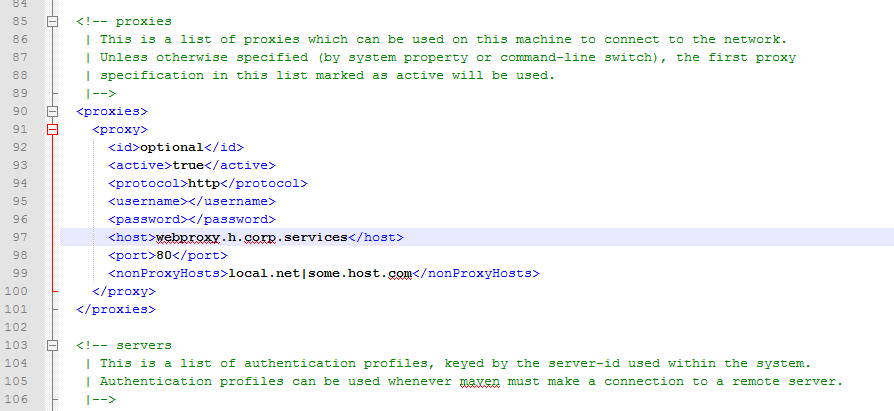 84
85 <!-- proxies
86 | This is a list of proxies which can be used on this machine to connect to the network.
87 | Unless otherwise specified (by system property or command-line switch), the first proxy
88 | specification in this list marked as active will be used.
89 |-->
90 <proxies>
91 <proxy>
92 <id>optional</id>
93 <active>true</active>
94 <protocol>http</protocol>
95 <username></username>
96 <password></password>
97 <host>webproxy.h.corp.services</host>
98 <port>80</port>
99 <nonProxyHosts>local.net|some.host.com</nonProxyHosts>
100 </proxy>
101 </proxies>
102
103 <!-- servers
104 | This is a list of authentication profiles, keyed by the server-id used within the system.
105 | Authentication profiles can be used whenever maven must make a connection to a remote server.
106 |-->